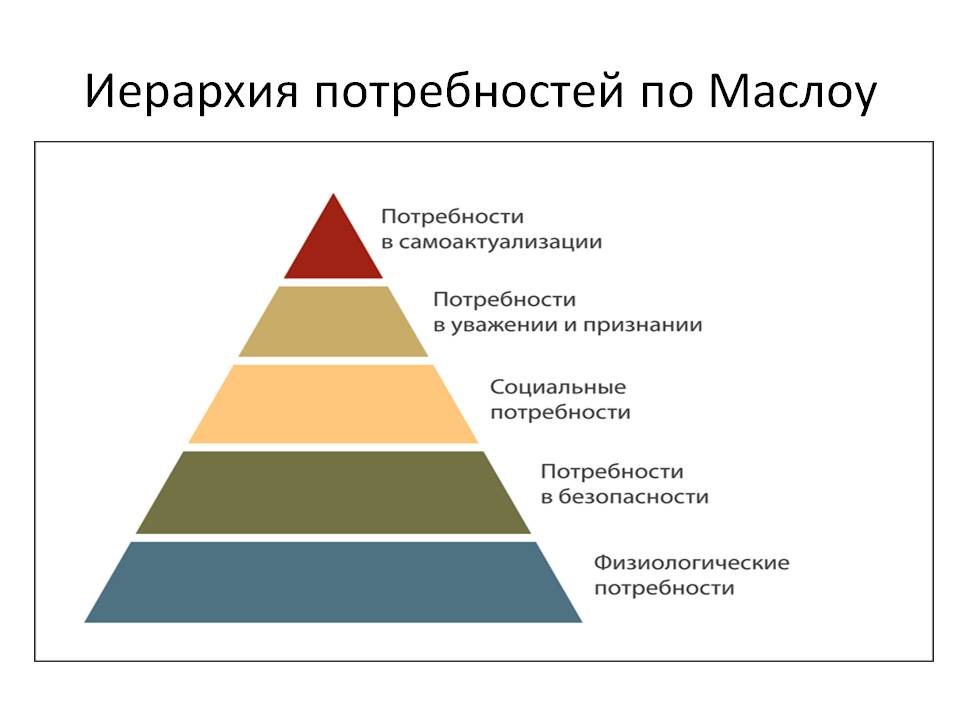 Иерархия потребностей по Маслоу
Потребности
в самоактуализации
Потребности
в уважении и признании
Социальные
потребности
Потребности
в безопасности
Физиологические
потребности